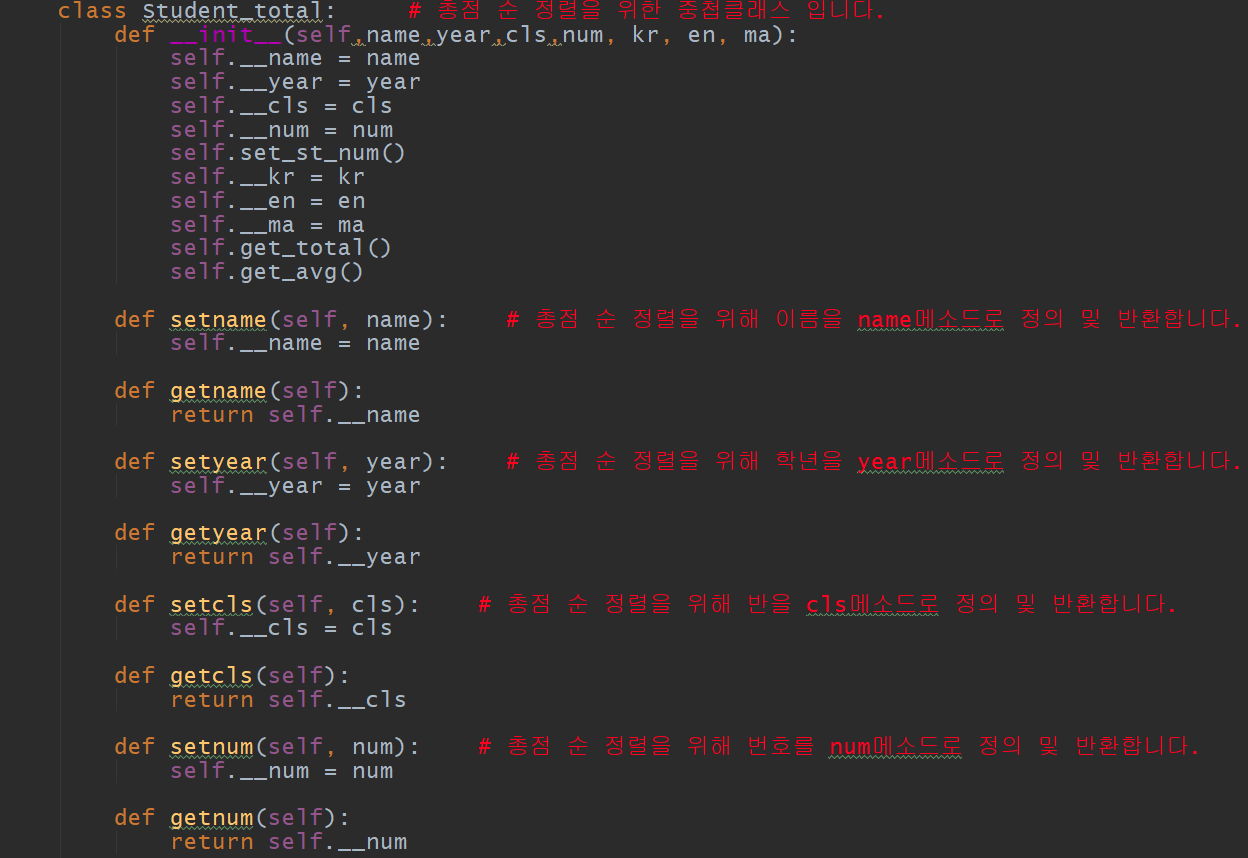 class Student_total:     # 총점 순 정렬을 위한 중첩클래스 입니다.
    def __init__(self,name,year,cls,num, kr, en, ma):
        self.__name = name
        self.__year = year
        self.__cls = cls
        self.__num = num
        self.set_st_num()
        self.__kr = kr
        self.__en = en
        self.__ma = ma
        self.get_total()
        self.get_avg()
    def setname(self, name):    # 총점 순 정렬을 위해 이름을 name메소드로 정의 및 반환합니다.
        self.__name = name
    def getname(self):
        return self.__name
    def setyear(self, year):    # 총점 순 정렬을 위해 학년을 year메소드로 정의 및 반환합니다.
        self.__year = year
    def getyear(self):
        return self.__year
    def setcls(self, cls):    # 총점 순 정렬을 위해 반을 cls메소드로 정의 및 반환합니다.
        self.__cls = cls
    def getcls(self):
        return self.__cls
    def setnum(self, num):    # 총점 순 정렬을 위해 번호를 num메소드로 정의 및 반환합니다.
        self.__num = num
    def getnum(self):
        return self.__num